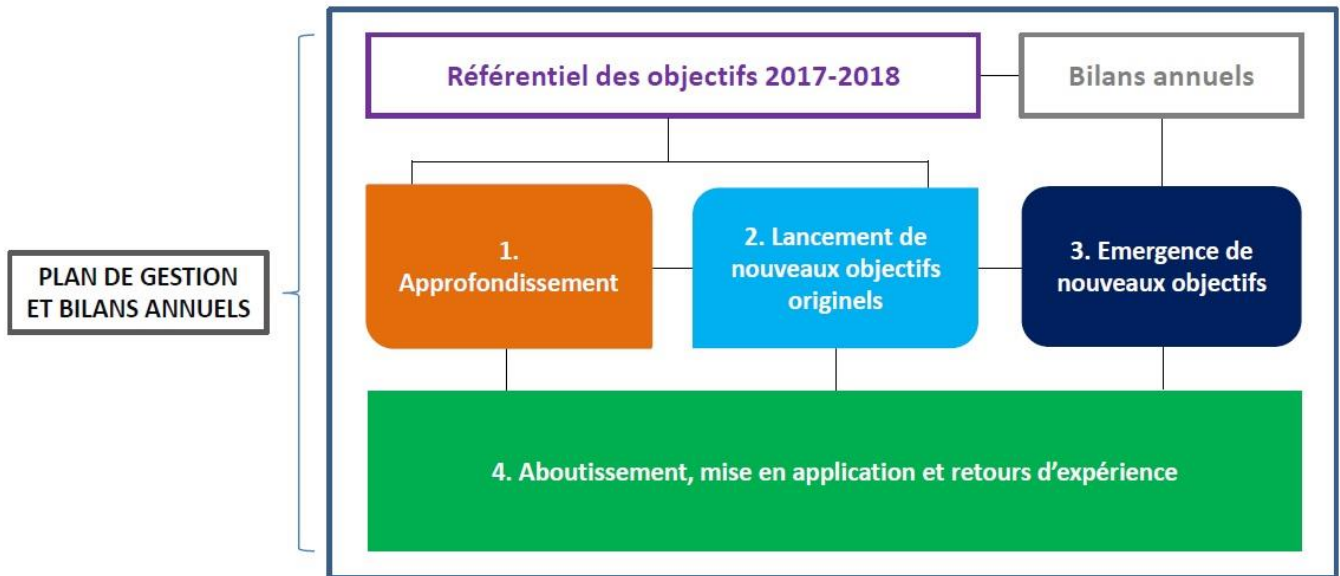 Référentiel des objectifs 2017-2018
Bilans annuels
PLAN DE GESTION
ET BILANS ANNUELS
1.
Approfondissement
2. Lancement de
nouveaux objectifs
originels
3. Emergence de
nouveaux objectifs
4. Aboutissement, mise en application et retours d’expérience